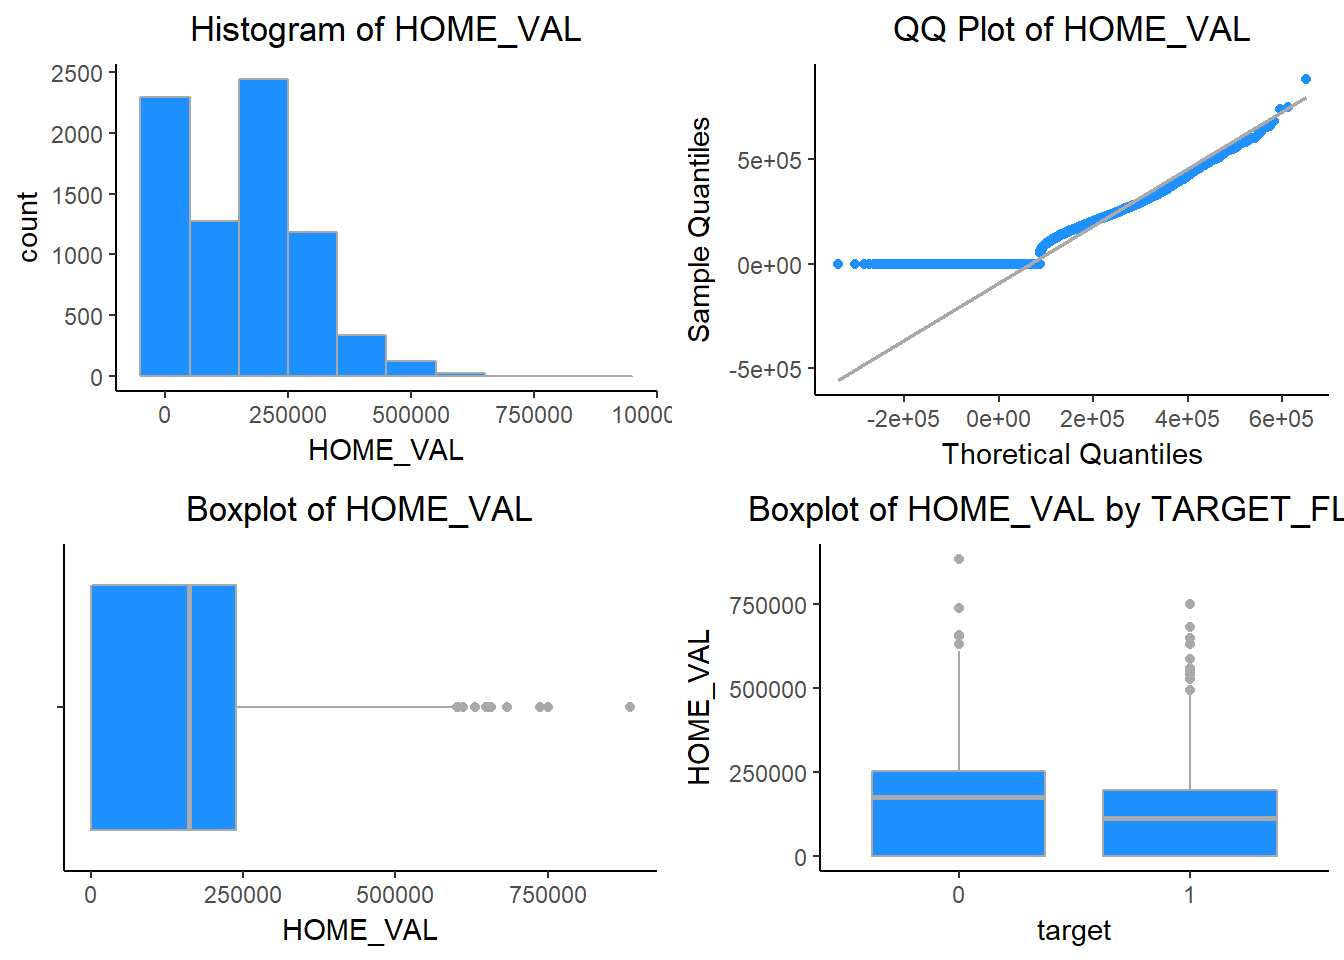 Histogram of HOME_VAL
2500
2000
1500
1000
500
0
count
0
250000
500000
750000
10000
HOME_VAL
QQ Plot of HOME_VAL
5e+05
0e+00
-5e+05
Sample Quantiles
-2e+05
0e+00
2e+05
4e+05
6e+05
Thoretical Quantiles
Boxplot of HOME_VAL
0
250000
500000
750000
HOME_VAL
Boxplot of HOME_VAL by TARGET_FL
750000
500000
250000
0
HOME_VAL
0
1
target